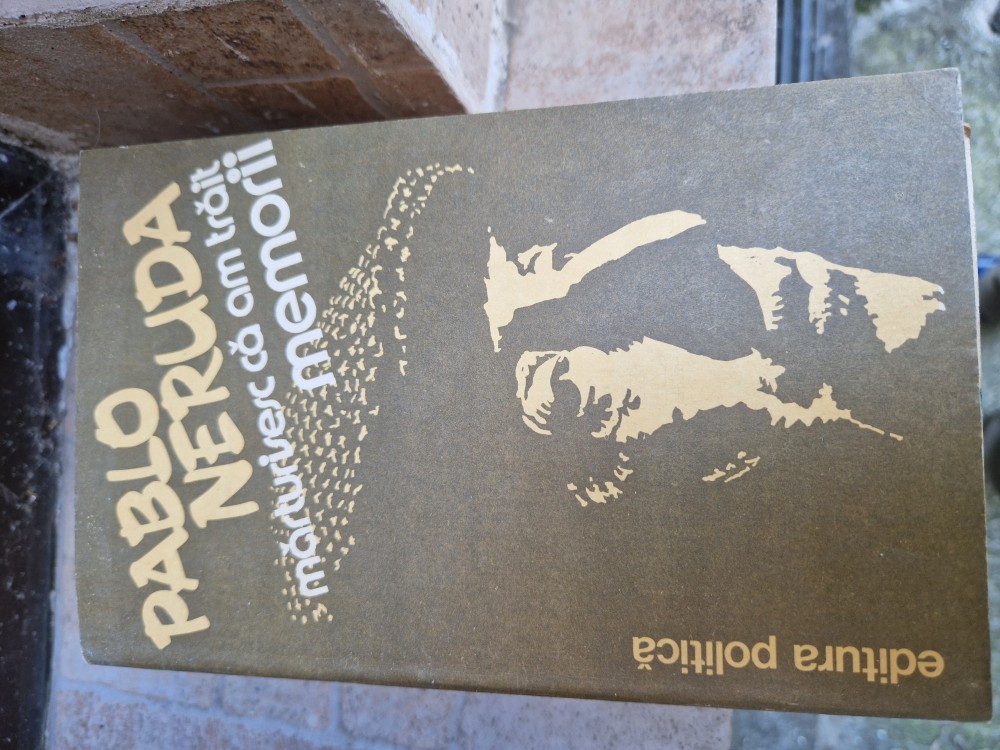 PABLO
NERUDA
mărturisesc că am trăit
memorii
editura politică